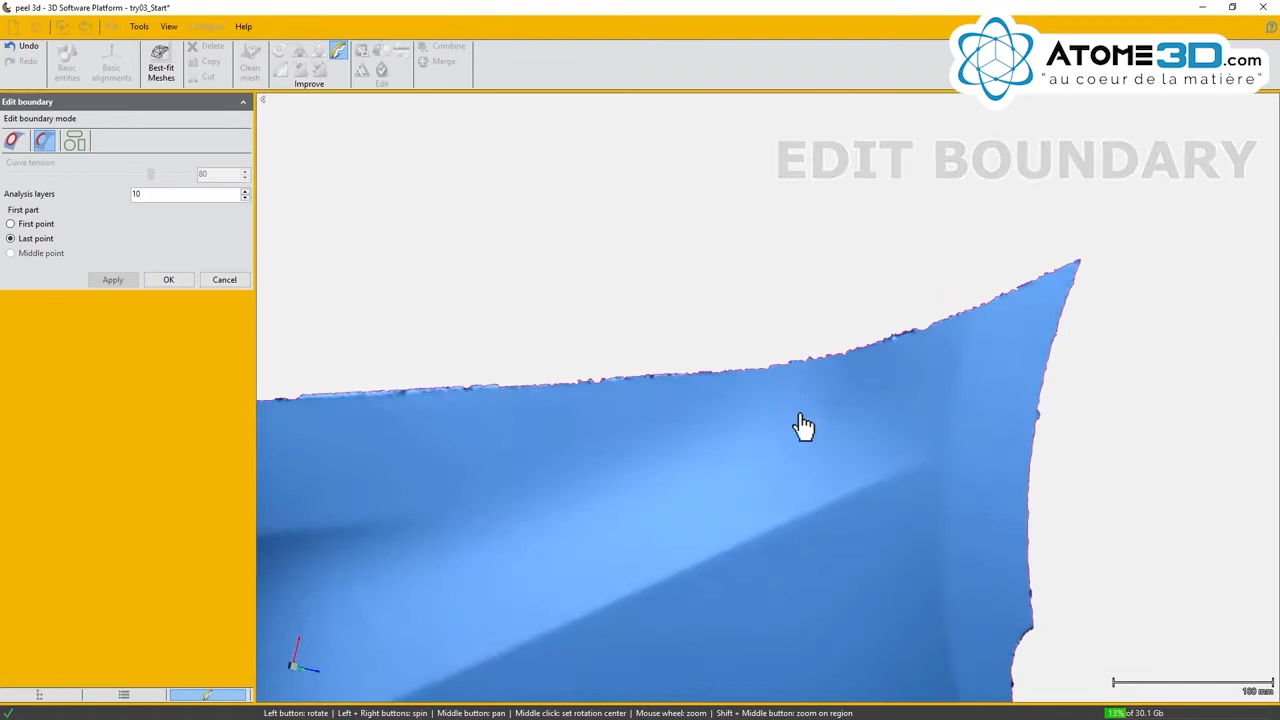 peel 3d - 3D Software Platform - try03_Start*
File Tools View Configure Help
Undo
Redo
Basic entities
Basic alignments
Best-fit Meshes
Delete
Copy
Cut
Clean mesh
Improve
Edit
Combine
Merge
ATOME3D.com
"au coeur de la matière"
Edit boundary
Edit boundary mode
Curve tension
80
Analysis layers
10
First part
First point
Last point
Middle point
Apply
OK
Cancel
EDIT BOUNDARY
100 mm
Left button: rotate | Left + Right buttons: spin | Middle button: pan | Middle click: set rotation center | Mouse wheel: zoom | Shift + Middle button: zoom on region
13% of 30.1 Gb